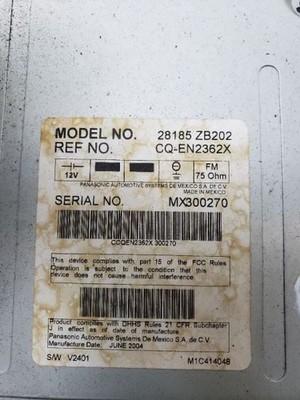 MODEL NO. 28185 ZB202
REF NO. CQ-EN2362X
12V FM
75 Ohm
PANASONIC AUTOMOTIVE SYSTEMS DE MEXICO S.A. DE C.V.
MADE IN MEXICO
SERIAL NO. MX300270
CCQEN2362X 300270
This device complies with part 15 of the FCC Rules
Operation is subject to the condition that this
device does not cause harmful interference.
Product complies with DHHS Rules 21 CFR Subchapter
J in effect as of date of manufacture.
Panasonic Automotive Systems De Mexico S.A. de C.V.
Manufacture Date: JUNE 2004
S/W V2401 M1C414048